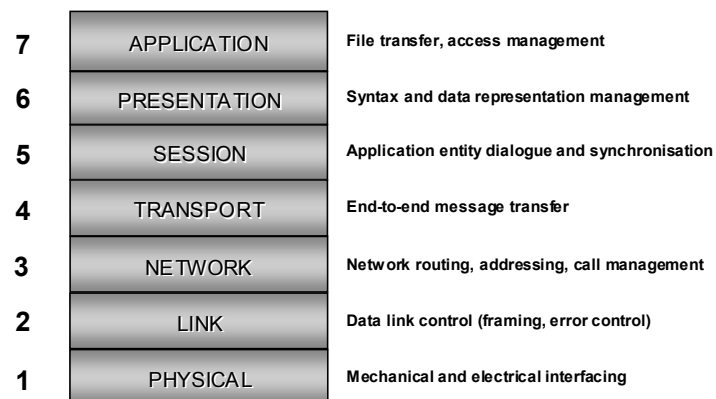 7 APPLICATION File transfer, access management
6 PRESENTATION Syntax and data representation management
5 SESSION Application entity dialogue and synchronisation
4 TRANSPORT End-to-end message transfer
3 NETWORK Network routing, addressing, call management
2 LINK Data link control (framing, error control)
1 PHYSICAL Mechanical and electrical interfacing